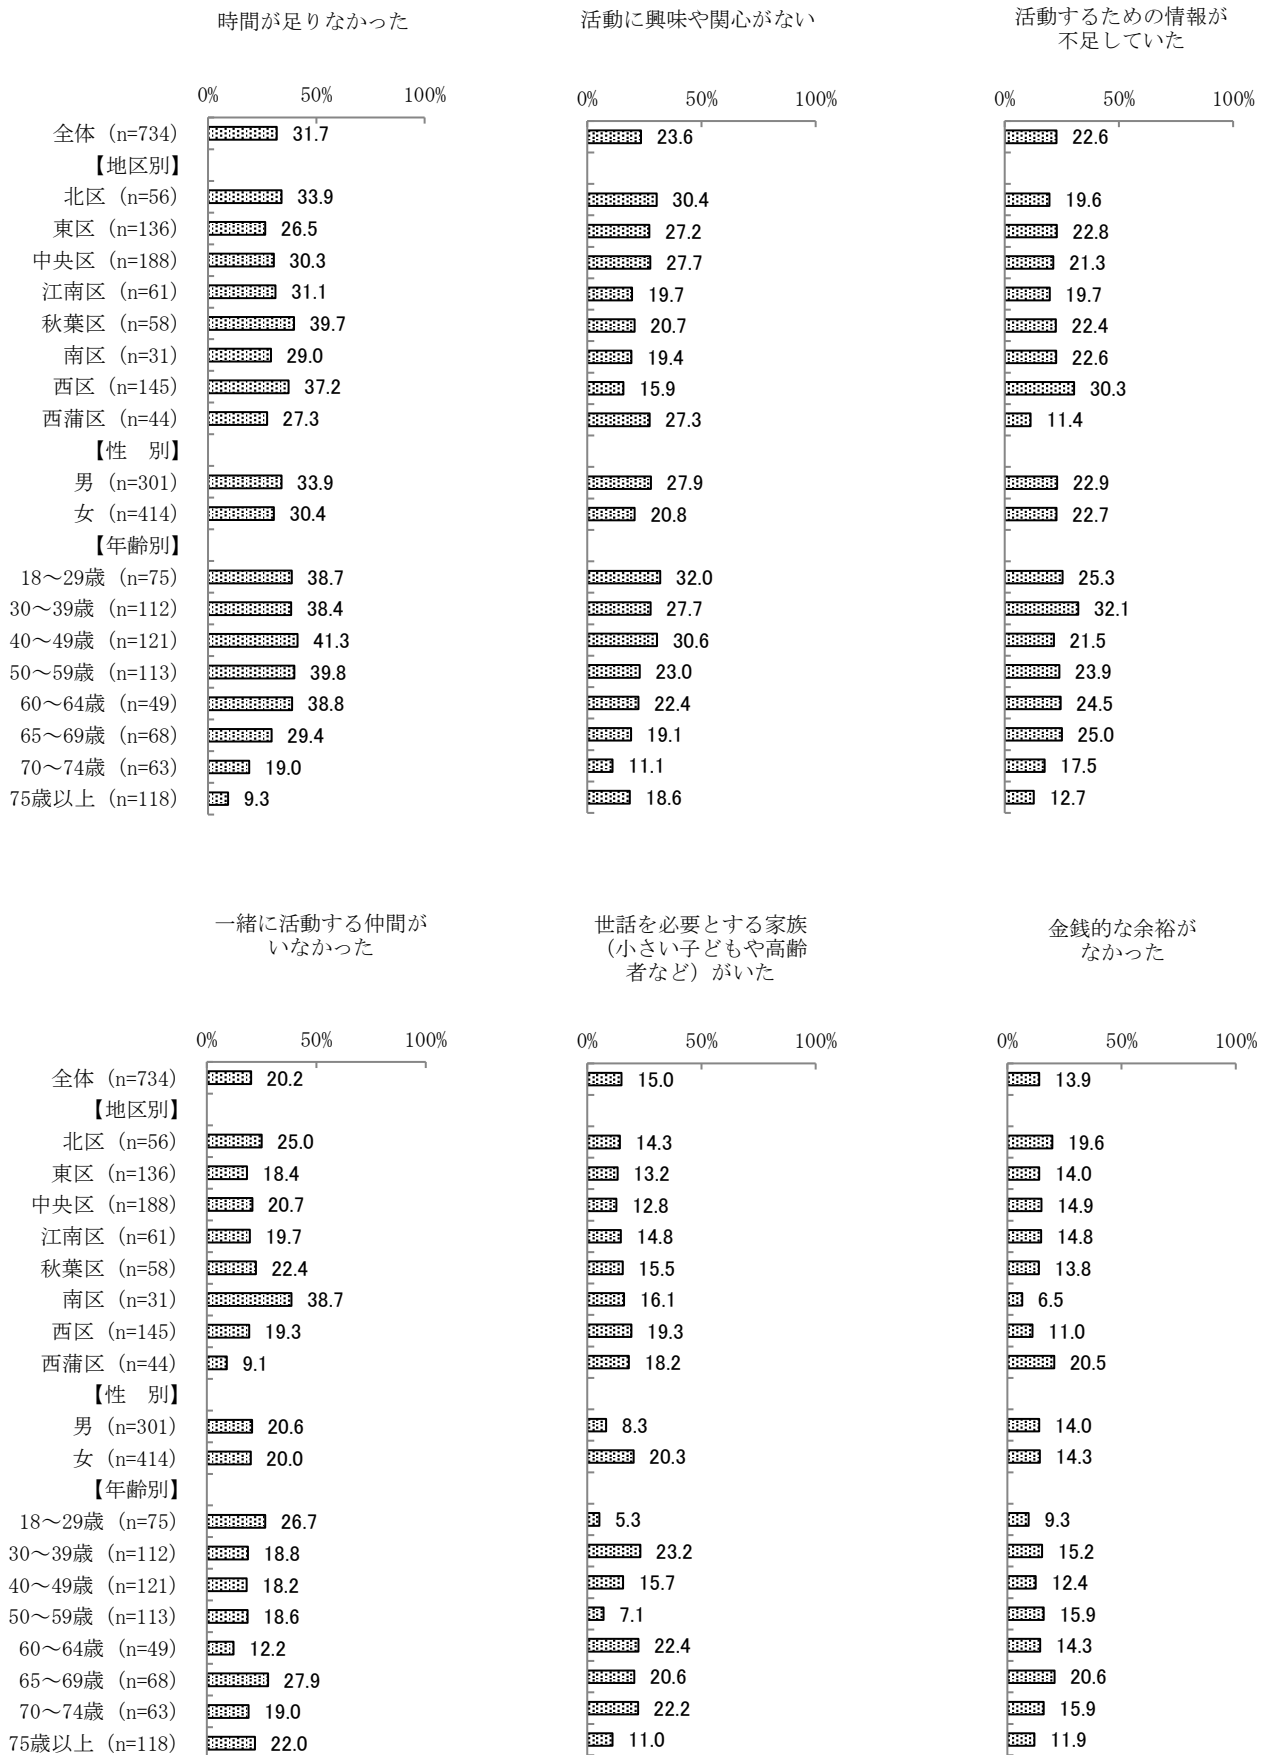 時間が足りなかった
活動に興味や関心がない
活動するための情報が
不足していた
0% 50% 100%
0% 50% 100%
0% 50% 100%
全体 (n=734) 31.7 23.6 22.6
【地区別】
北区 (n=56) 33.9 30.4 19.6
東区 (n=136) 26.5 27.2 22.8
中央区 (n=188) 30.3 27.7 21.3
江南区 (n=61) 31.1 19.7 19.7
秋葉区 (n=58) 39.7 20.7 22.4
南区 (n=31) 29.0 19.4 22.6
西区 (n=145) 37.2 15.9 30.3
西蒲区 (n=44) 27.3 27.3 11.4
【性　別】
男 (n=301) 33.9 27.9 22.9
女 (n=414) 30.4 20.8 22.7
【年齢別】
18～29歳 (n=75) 38.7 32.0 25.3
30～39歳 (n=112) 38.4 27.7 32.1
40～49歳 (n=121) 41.3 30.6 21.5
50～59歳 (n=113) 39.8 23.0 23.9
60～64歳 (n=49) 38.8 22.4 24.5
65～69歳 (n=68) 29.4 19.1 25.0
70～74歳 (n=63) 19.0 11.1 17.5
75歳以上 (n=118) 9.3 18.6 12.7
一緒に活動する仲間が
いなかった
世話を必要とする家族
（小さい子どもや高齢
者など）がいた
金銭的な余裕が
なかった
0% 50% 100%
0% 50% 100%
0% 50% 100%
全体 (n=734) 20.2 15.0 13.9
【地区別】
北区 (n=56) 25.0 14.3 19.6
東区 (n=136) 18.4 13.2 14.0
中央区 (n=188) 20.7 12.8 14.9
江南区 (n=61) 19.7 14.8 14.8
秋葉区 (n=58) 22.4 15.5 13.8
南区 (n=31) 38.7 16.1 6.5
西区 (n=145) 19.3 19.3 11.0
西蒲区 (n=44) 9.1 18.2 20.5
【性　別】
男 (n=301) 20.6 8.3 14.0
女 (n=414) 20.0 20.3 14.3
【年齢別】
18～29歳 (n=75) 26.7 5.3 9.3
30～39歳 (n=112) 18.8 23.2 15.2
40～49歳 (n=121) 18.2 15.7 12.4
50～59歳 (n=113) 18.6 7.1 15.9
60～64歳 (n=49) 12.2 22.4 14.3
65～69歳 (n=68) 27.9 20.6 20.6
70～74歳 (n=63) 19.0 22.2 15.9
75歳以上 (n=118) 22.0 11.0 11.9